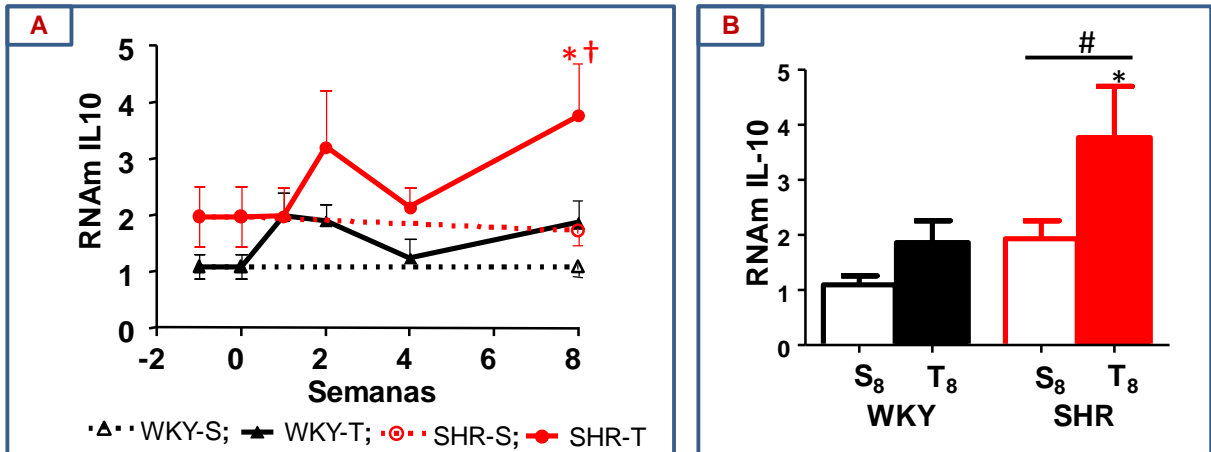 A
RNAm IL10
5
4
3
2
1
0
-2
0
2
4
6
8
* †
Semanas
WKY-S; WKY-T; SHR-S; SHR-T
B
RNAm IL-10
5
4
3
2
1
0
#
*
S₈ T₈ S₈ T₈
WKY SHR